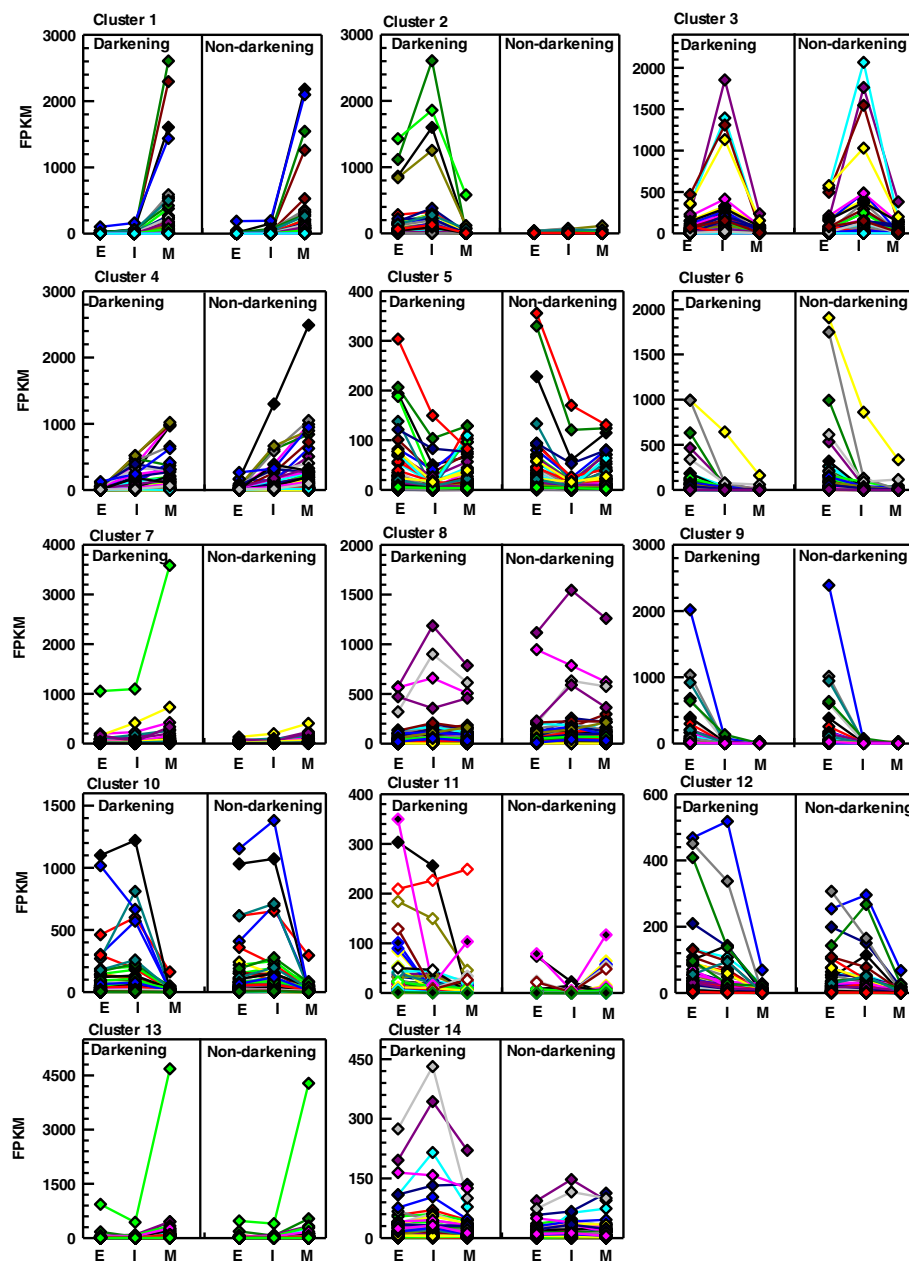 Cluster 1
Cluster 2
Cluster 3
3000
2000
1000
0
FPKM
Darkening
Non-darkening
E I M
E I M
3000
2000
1000
0
Darkening
Non-darkening
E I M
E I M
2000
1500
1000
500
0
Darkening
Non-darkening
E I M
E I M
Cluster 4
Cluster 5
Cluster 6
3000
2000
1000
0
FPKM
Darkening
Non-darkening
E I M
E I M
400
300
200
100
0
Darkening
Non-darkening
E I M
E I M
2000
1500
1000
500
0
Darkening
Non-darkening
E I M
E I M
Cluster 7
Cluster 8
Cluster 9
4000
3000
2000
1000
0
FPKM
Darkening
Non-darkening
E I M
E I M
2000
1500
1000
500
0
Darkening
Non-darkening
E I M
E I M
3000
2000
1000
0
Darkening
Non-darkening
E I M
E I M
Cluster 10
Cluster 11
Cluster 12
1500
1000
500
0
FPKM
Darkening
Non-darkening
E I M
E I M
400
300
200
100
0
Darkening
Non-darkening
E I M
E I M
600
400
200
0
Darkening
Non-darkening
E I M
E I M
Cluster 13
Cluster 14
4500
3000
1500
0
FPKM
Darkening
Non-darkening
E I M
E I M
450
300
150
0
Darkening
Non-darkening
E I M
E I M